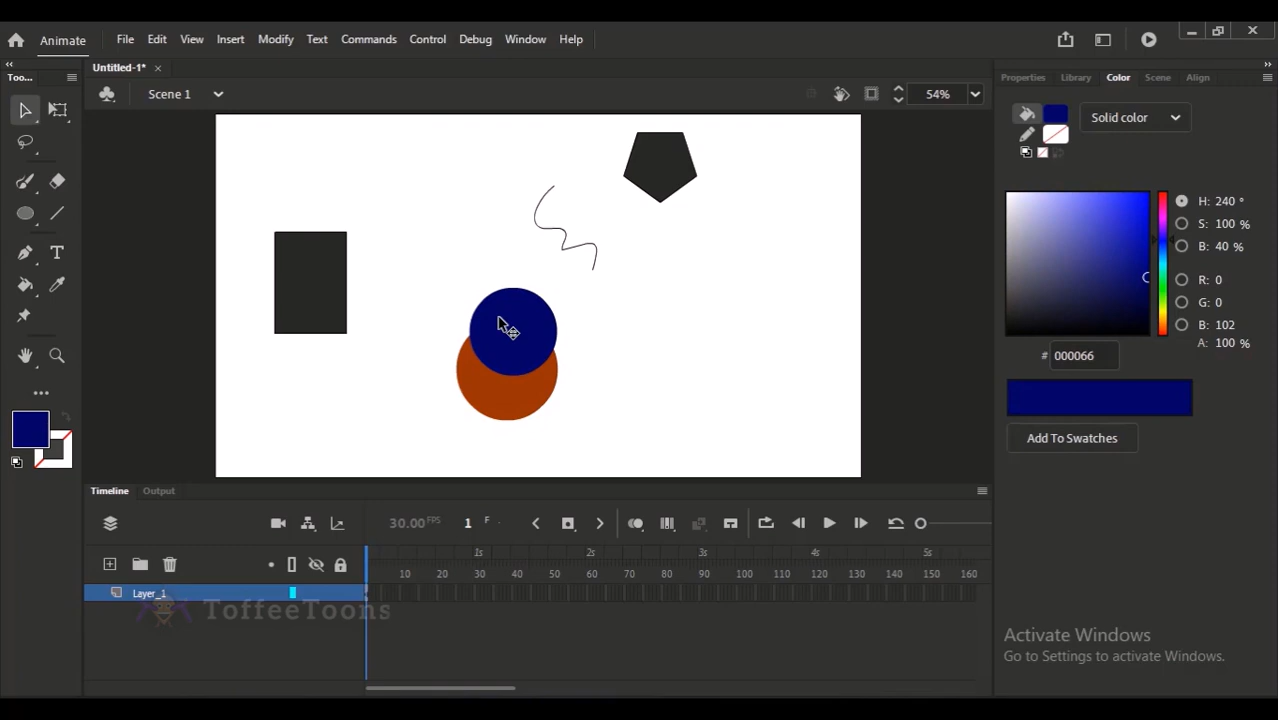 Animate File Edit View Insert Modify Text Commands Control Debug Window Help
Too...
Untitled-1*
Scene 1
54%
Properties Library Color Scene Align
Solid color
H: 240 °
S: 100 %
B: 40 %
R: 0
G: 0
B: 102
A: 100 %
# 000066
Add To Swatches
Timeline Output
30.00 FPS 1 F
1s 2s 3s 4s 5s
10 20 30 40 50 60 70 80 90 100 110 120 130 140 150 160
Layer_1
ToffeeToons
Activate Windows
Go to Settings to activate Windows.